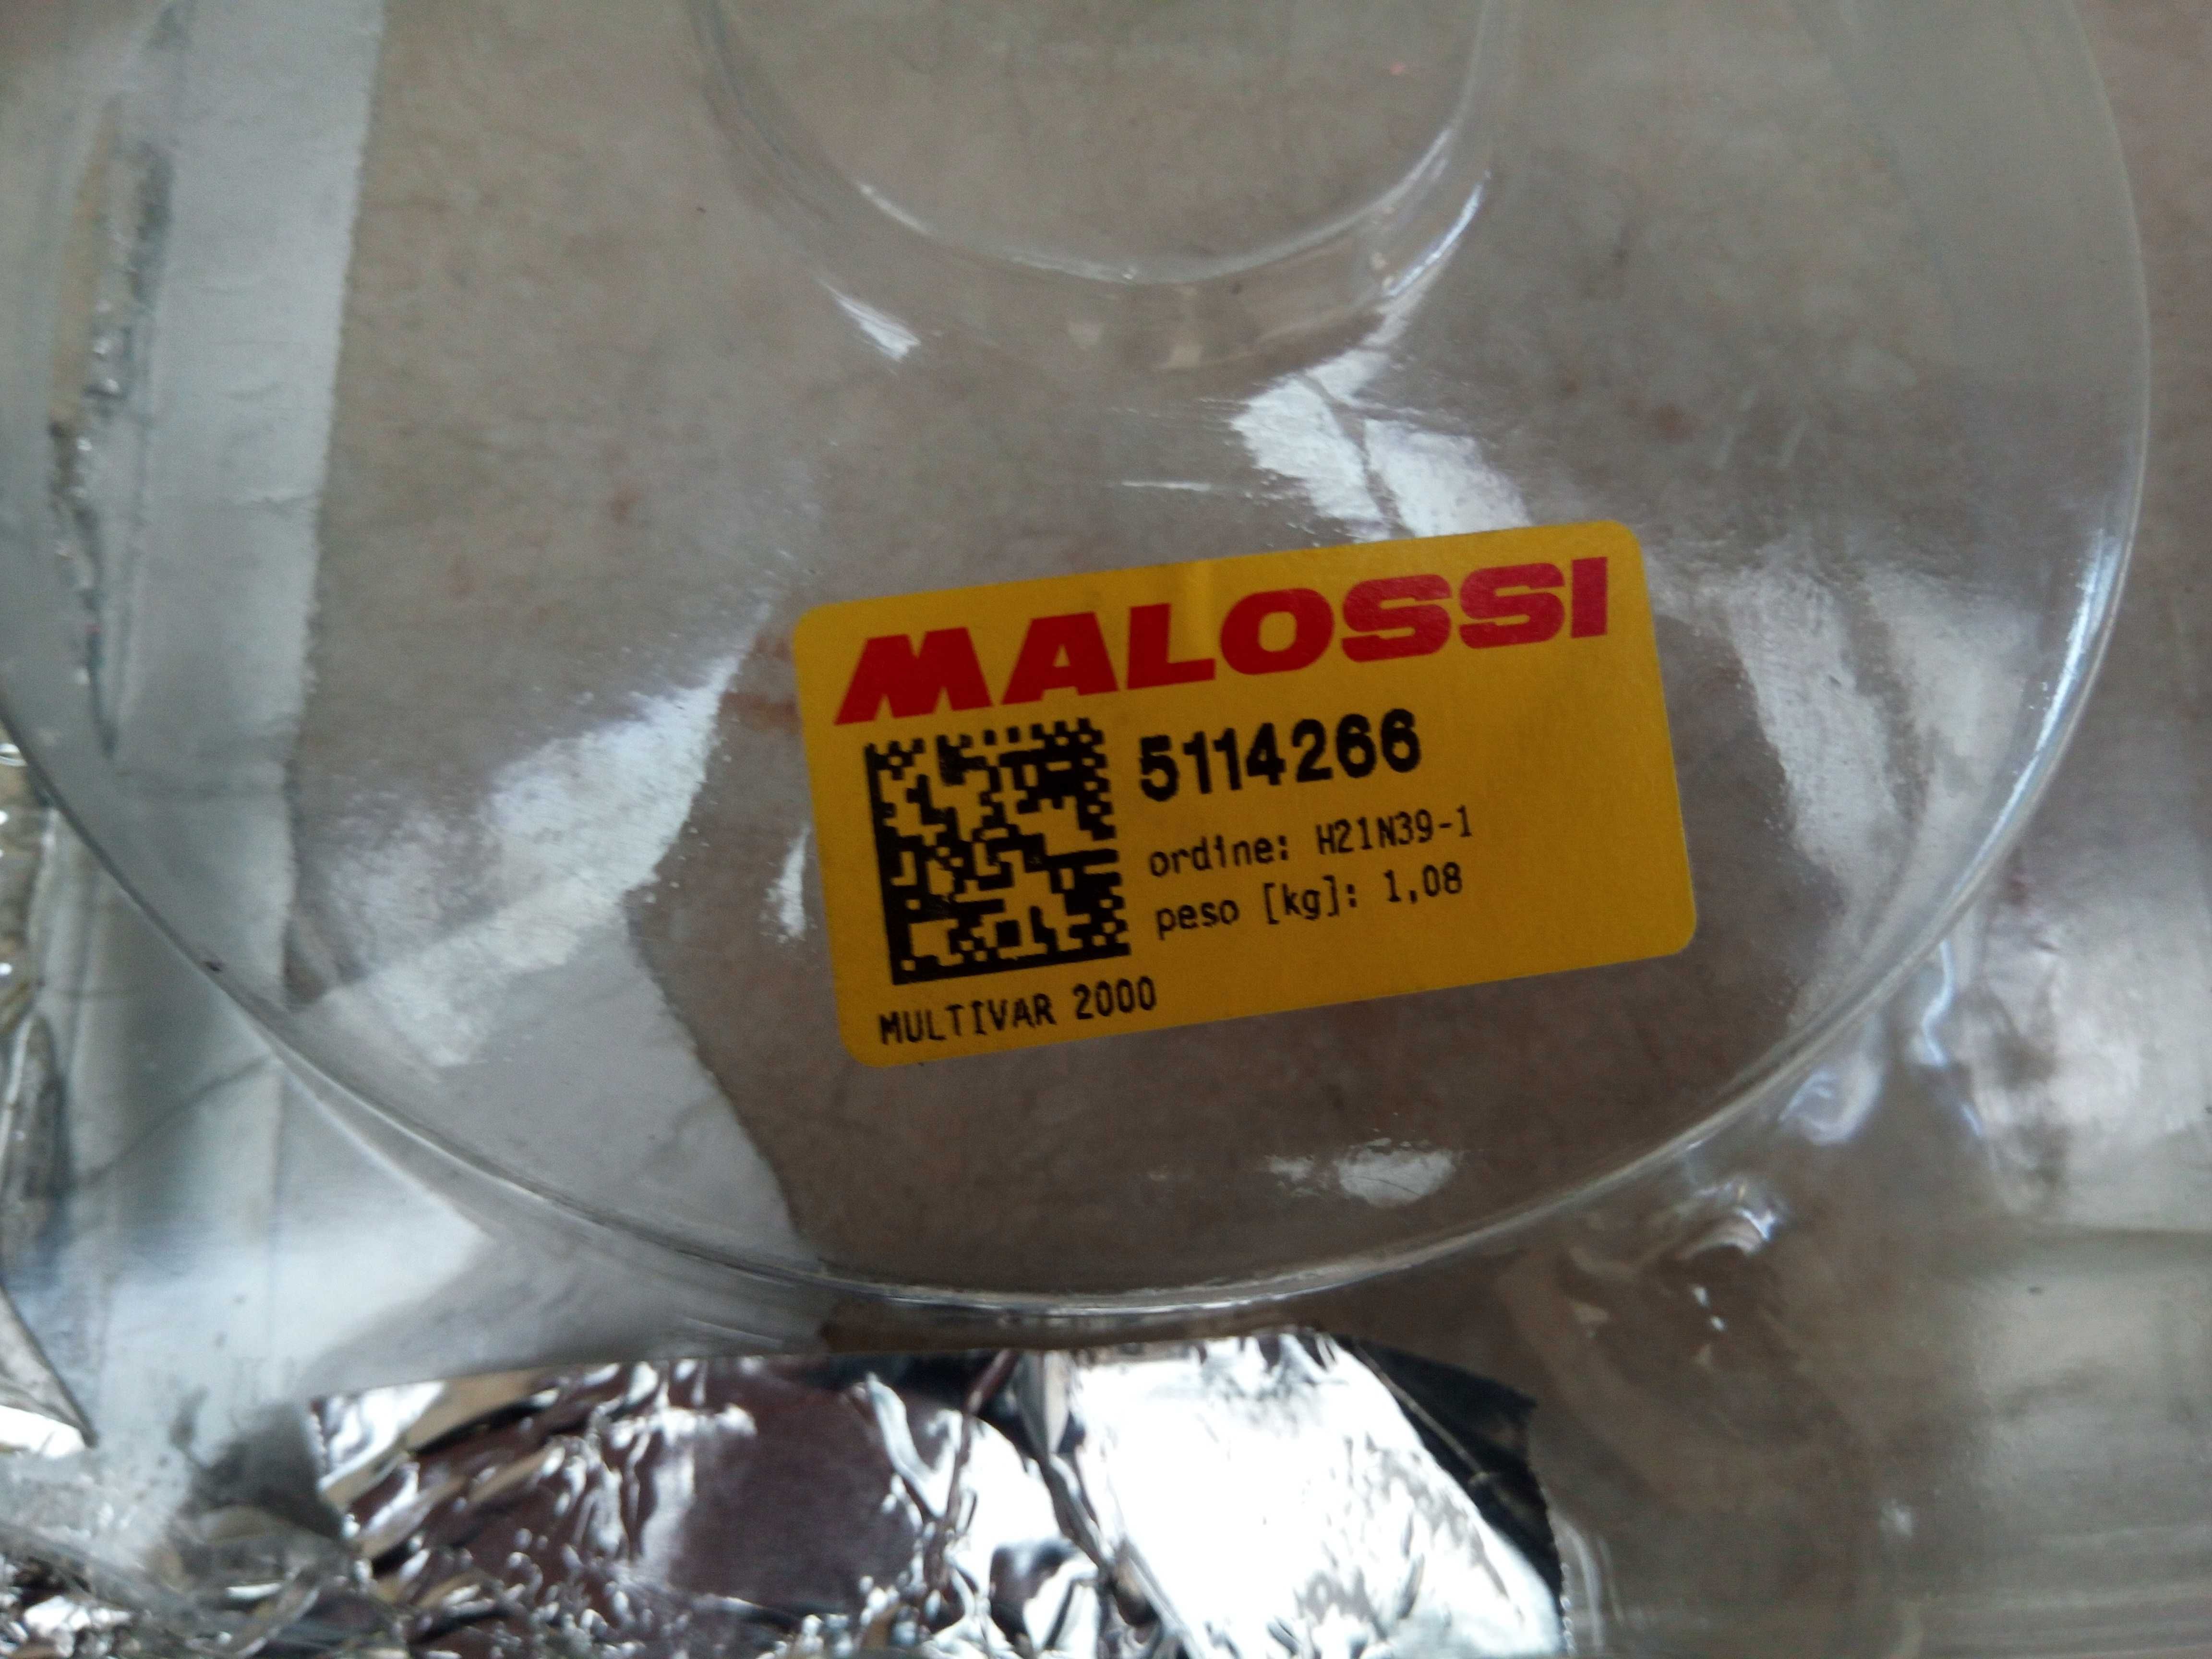 MALOSSI
5114266
ordine: H21N39-1
peso [kg]: 1,08
MULTIVAR 2000